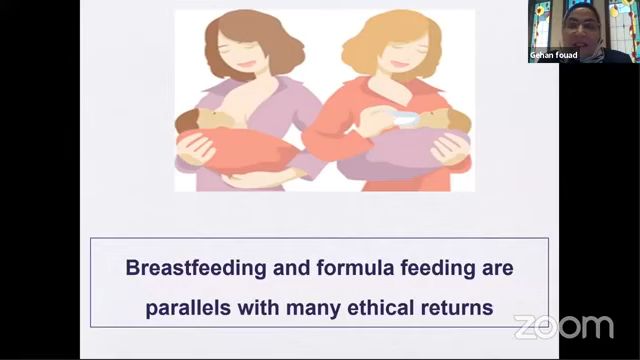 Gehan fouad
Breastfeeding and formula feeding are
parallels with many ethical returns
zoom